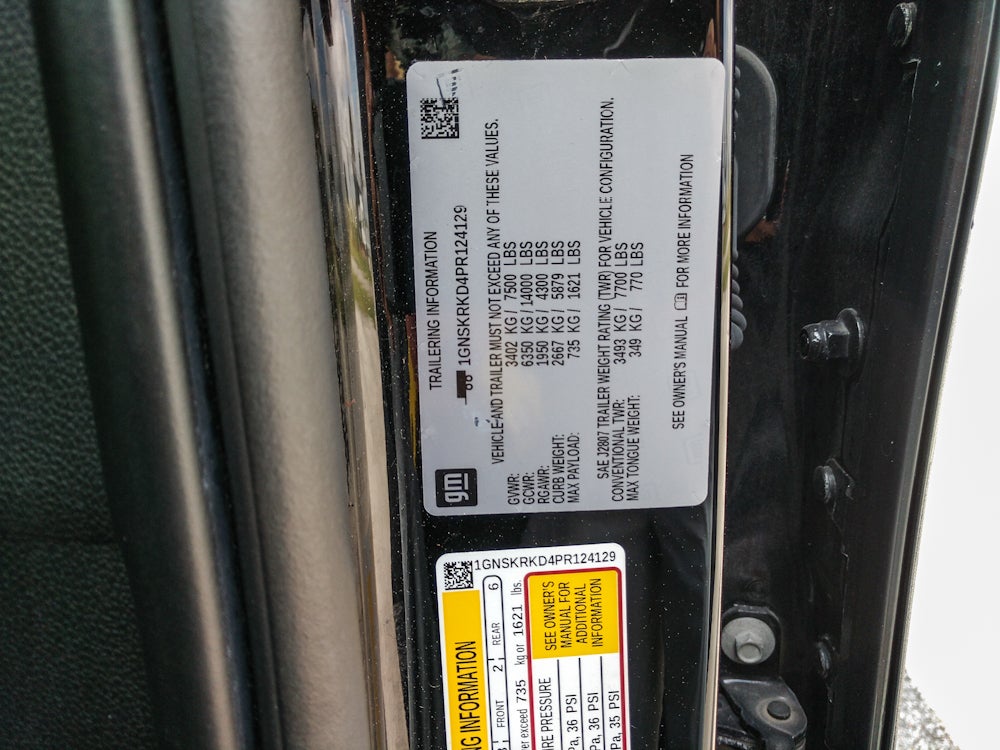 gm
TRAILERING INFORMATION
1GNSKRKD4PR124129
VEHICLE AND TRAILER MUST NOT EXCEED ANY OF THESE VALUES.
GVWR: 3402 KG / 7500 LBS
GCWR: 6350 KG / 14000 LBS
RGAWR: 1950 KG / 4300 LBS
CURB WEIGHT: 2667 KG / 5879 LBS
MAX PAYLOAD: 735 KG / 1621 LBS
SAE J2807 TRAILER WEIGHT RATING (TWR) FOR VEHICLE CONFIGURATION.
CONVENTIONAL TWR: 3493 KG / 7700 LBS
MAX TONGUE WEIGHT: 349 KG / 770 LBS
SEE OWNER'S MANUAL FOR MORE INFORMATION
1GNSKRKD4PR124129
INFORMATION
FRONT 2 REAR 6
exceed 735 kg or 1621 lbs.
PRESSURE
36 PSI
36 PSI
35 PSI
SEE OWNER'S
MANUAL FOR
ADDITIONAL
INFORMATION